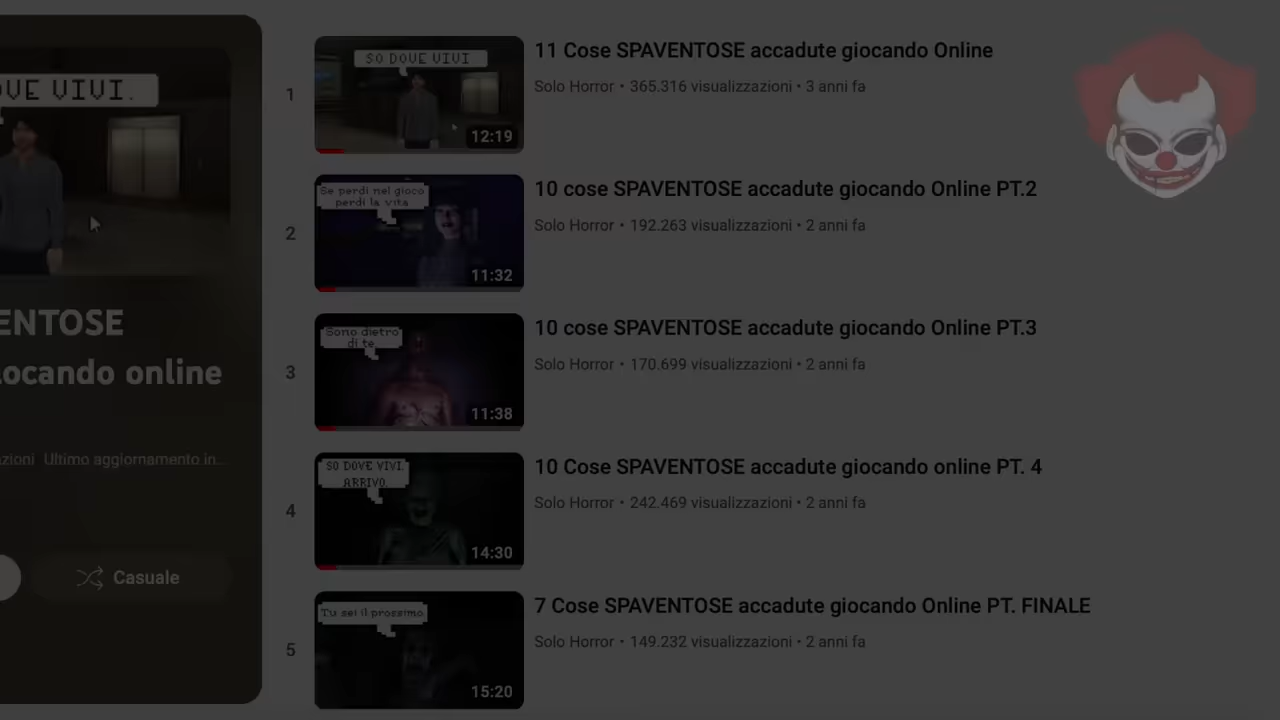 OVE VIVI.
ENTOSE
ocando online
azioni Ultimo aggiornamento in...
Casuale
1
SO DOVE VIVI
12:19
11 Cose SPAVENTOSE accadute giocando Online
Solo Horror • 365.316 visualizzazioni • 3 anni fa
2
Se perdi nel gioco
perdi la vita
11:32
10 cose SPAVENTOSE accadute giocando Online PT.2
Solo Horror • 192.263 visualizzazioni • 2 anni fa
3
Sono dietro
di te
11:38
10 cose SPAVENTOSE accadute giocando Online PT.3
Solo Horror • 170.699 visualizzazioni • 2 anni fa
4
SO DOVE VIVI.
ARRIVO.
14:30
10 Cose SPAVENTOSE accadute giocando online PT. 4
Solo Horror • 242.469 visualizzazioni • 2 anni fa
5
Tu sei il prossimo
15:20
7 Cose SPAVENTOSE accadute giocando Online PT. FINALE
Solo Horror • 149.232 visualizzazioni • 2 anni fa